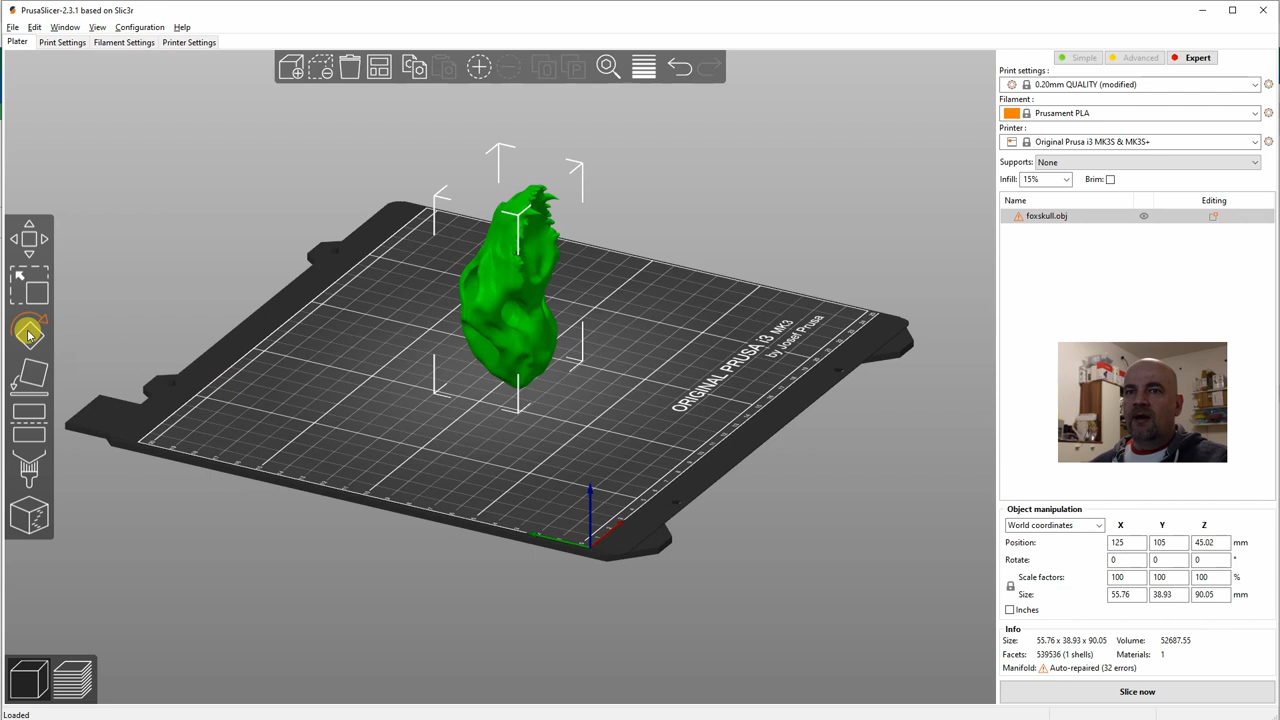 PrusaSlicer-2.3.1 based on Slic3r
File Edit Window View Configuration Help
Plater Print Settings Filament Settings Printer Settings
Simple Advanced Expert
Print settings :
0.20mm QUALITY (modified)
Filament :
Prusament PLA
Printer :
Original Prusa i3 MK3S & MK3S+
Supports: None
Infill: 15% Brim:
Name Editing
foxskull.obj
ORIGINAL PRUSA i3 MK3
by Josef Prusa
Object manipulation
World coordinates X Y Z
Position: 125 105 45.02 mm
Rotate: 0 0 0 °
Scale factors: 100 100 100 %
Size: 55.76 38.93 90.05 mm
Inches
Info
Size: 55.76 x 38.93 x 90.05 Volume: 52687.55
Facets: 539536 (1 shells) Materials: 1
Manifold: Auto-repaired (32 errors)
Slice now
Loaded